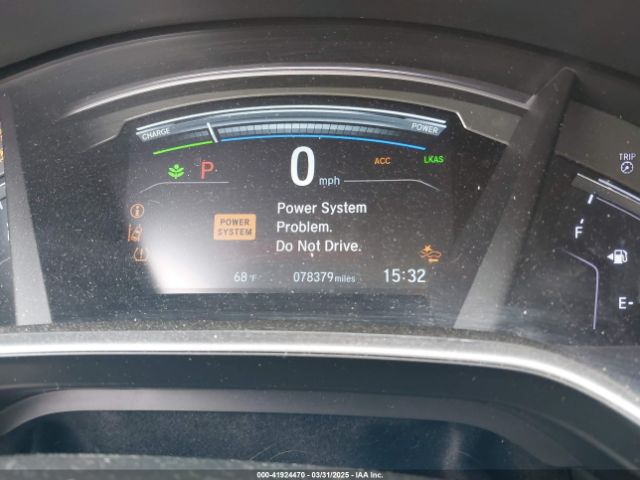 CHARGE
POWER
P
0 mph
ACC
LKAS
TRIP
Power System
Problem.
Do Not Drive.
POWER
SYSTEM
F
E-
68°F
078379 miles
15:32
000-41924470 - 03/31/2025 - IAA Inc.